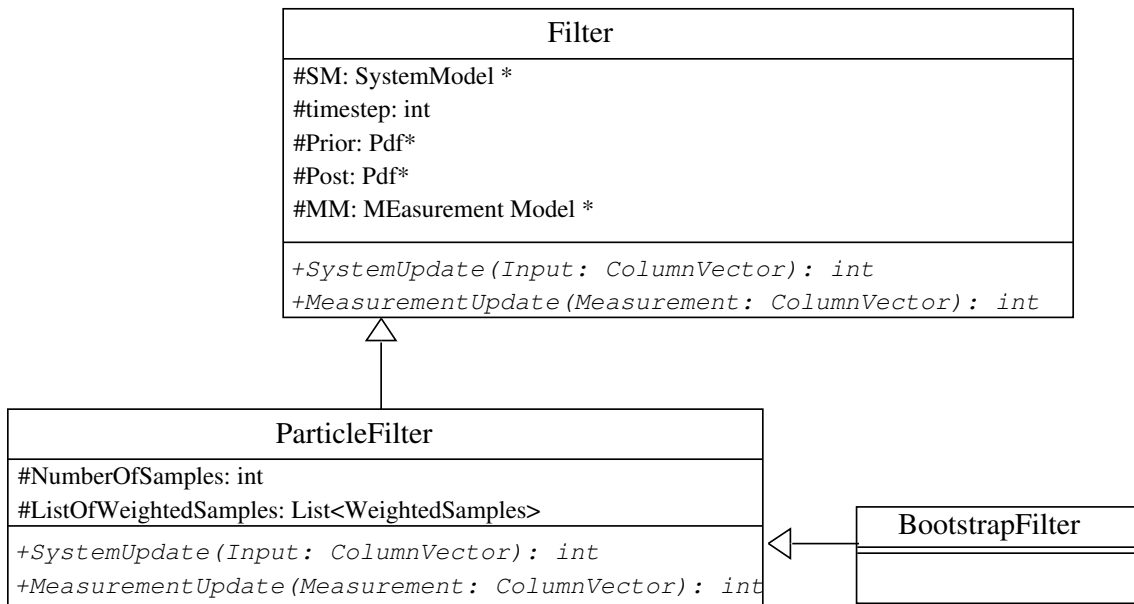 Filter
#SM: SystemModel *
#timestep: int
#Prior: Pdf*
#Post: Pdf*
#MM: MEasurement Model *
+SystemUpdate(Input: ColumnVector): int
+MeasurementUpdate(Measurement: ColumnVector): int
ParticleFilter
#NumberOfSamples: int
#ListOfWeightedSamples: List<WeightedSamples>
+SystemUpdate(Input: ColumnVector): int
+MeasurementUpdate(Measurement: ColumnVector): int
BootstrapFilter